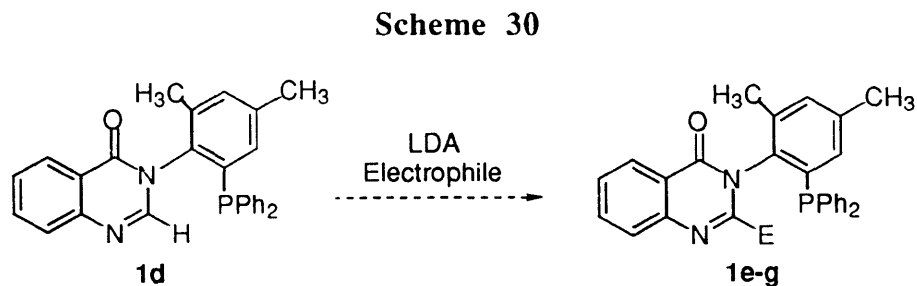 Scheme 30
H₃C CH₃
O
N
PPh₂
N H
1d
LDA
Electrophile
H₃C CH₃
O
N
PPh₂
N E
1e-g